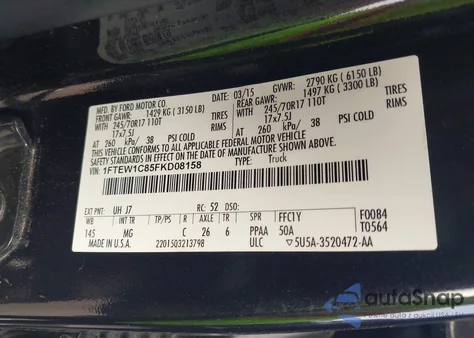 MFD. BY FORD MOTOR CO.
03/15 GVWR: 2790 KG ( 6150 LB)
FRONT GAWR: 1429 KG ( 3150 LB) REAR GAWR: 1497 KG ( 3300 LB)
WITH 245/70R17 110T TIRES WITH 245/70R17 110T TIRES
17x7.5J RIMS 17x7.5J RIMS
AT 260 kPa/ 38 PSI COLD AT 260 kPa/ 38 PSI COLD
THIS VEHICLE CONFORMS TO ALL APPLICABLE FEDERAL MOTOR VEHICLE
SAFETY STANDARDS IN EFFECT ON THE DATE OF MANUFACTURE SHOWN ABOVE.
VIN: 1FTEW1C85FKD08158 TYPE: Truck
EXT PNT: UH J7 RC: 52 DSO: F0084
WB TP/PS R AXLE TR SPR FFC1Y T0564
145 MG C 26 6 PPAA 50A
MADE IN U.S.A. 2201503213798 ULC 5U5A-3520472-AA
autoSnap